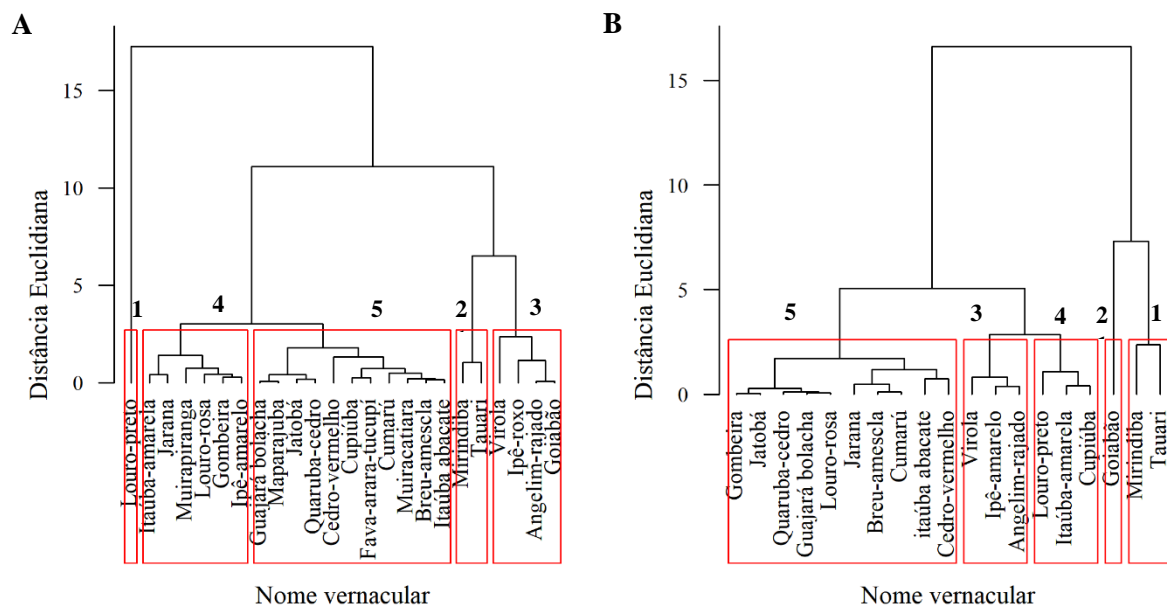 A
Distância Euclidiana
15
10
5
0
1
4
5
2
3
Louro-preto
Itaúba-amarela
Jarana
Muirapiranga
Louro-rosa
Gombeira
Ipê-amarelo
Guajará bolacha
Maparajuba
Jatobá
Quaruba-cedro
Cedro-vermelho
Cupiúba
Fava-arara-tucupi
Cumarú
Muiracatiara
Breu-amescla
Itaúba abacate
Mirindiba
Tauari
Virola
Ipê-roxo
Angelim-rajado
Goiabão
Nome vernacular
B
Distância Euclidiana
15
10
5
0
5
3
4
2
1
Gombeira
Jatobá
Quaruba-cedro
Guajará bolacha
Louro-rosa
Jarana
Breu-amescla
Cumarú
itaúba abacate
Cedro-vermelho
Virola
Ipê-amarelo
Angelim-rajado
Louro-preto
Itaúba-amarela
Cupiúba
Goiabão
Mirindiba
Tauari
Nome vernacular